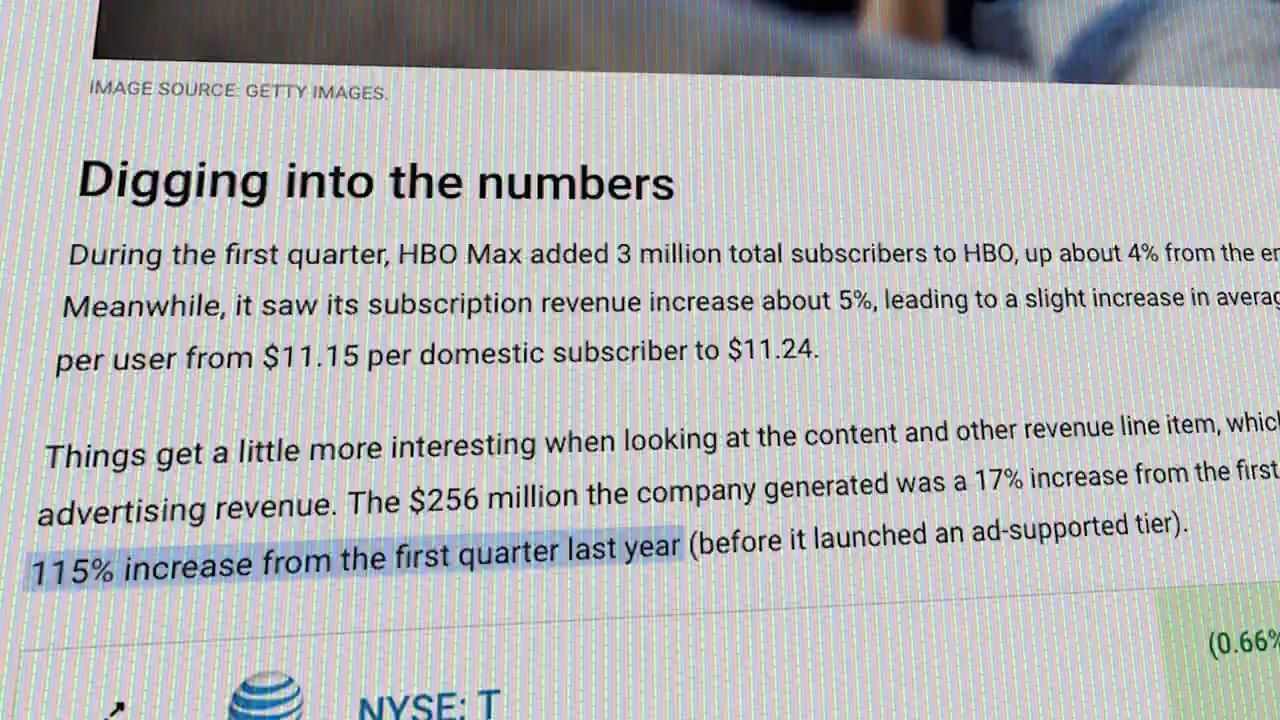 IMAGE SOURCE: GETTY IMAGES.
Digging into the numbers
During the first quarter, HBO Max added 3 million total subscribers to HBO, up about 4% from the
Meanwhile, it saw its subscription revenue increase about 5%, leading to a slight increase in
per user from $11.15 per domestic subscriber to $11.24.
Things get a little more interesting when looking at the content and other revenue line item,
advertising revenue. The $256 million the company generated was a 17% increase from the first
115% increase from the first quarter last year (before it launched an ad-supported tier).
(0.66%
NYSE: T